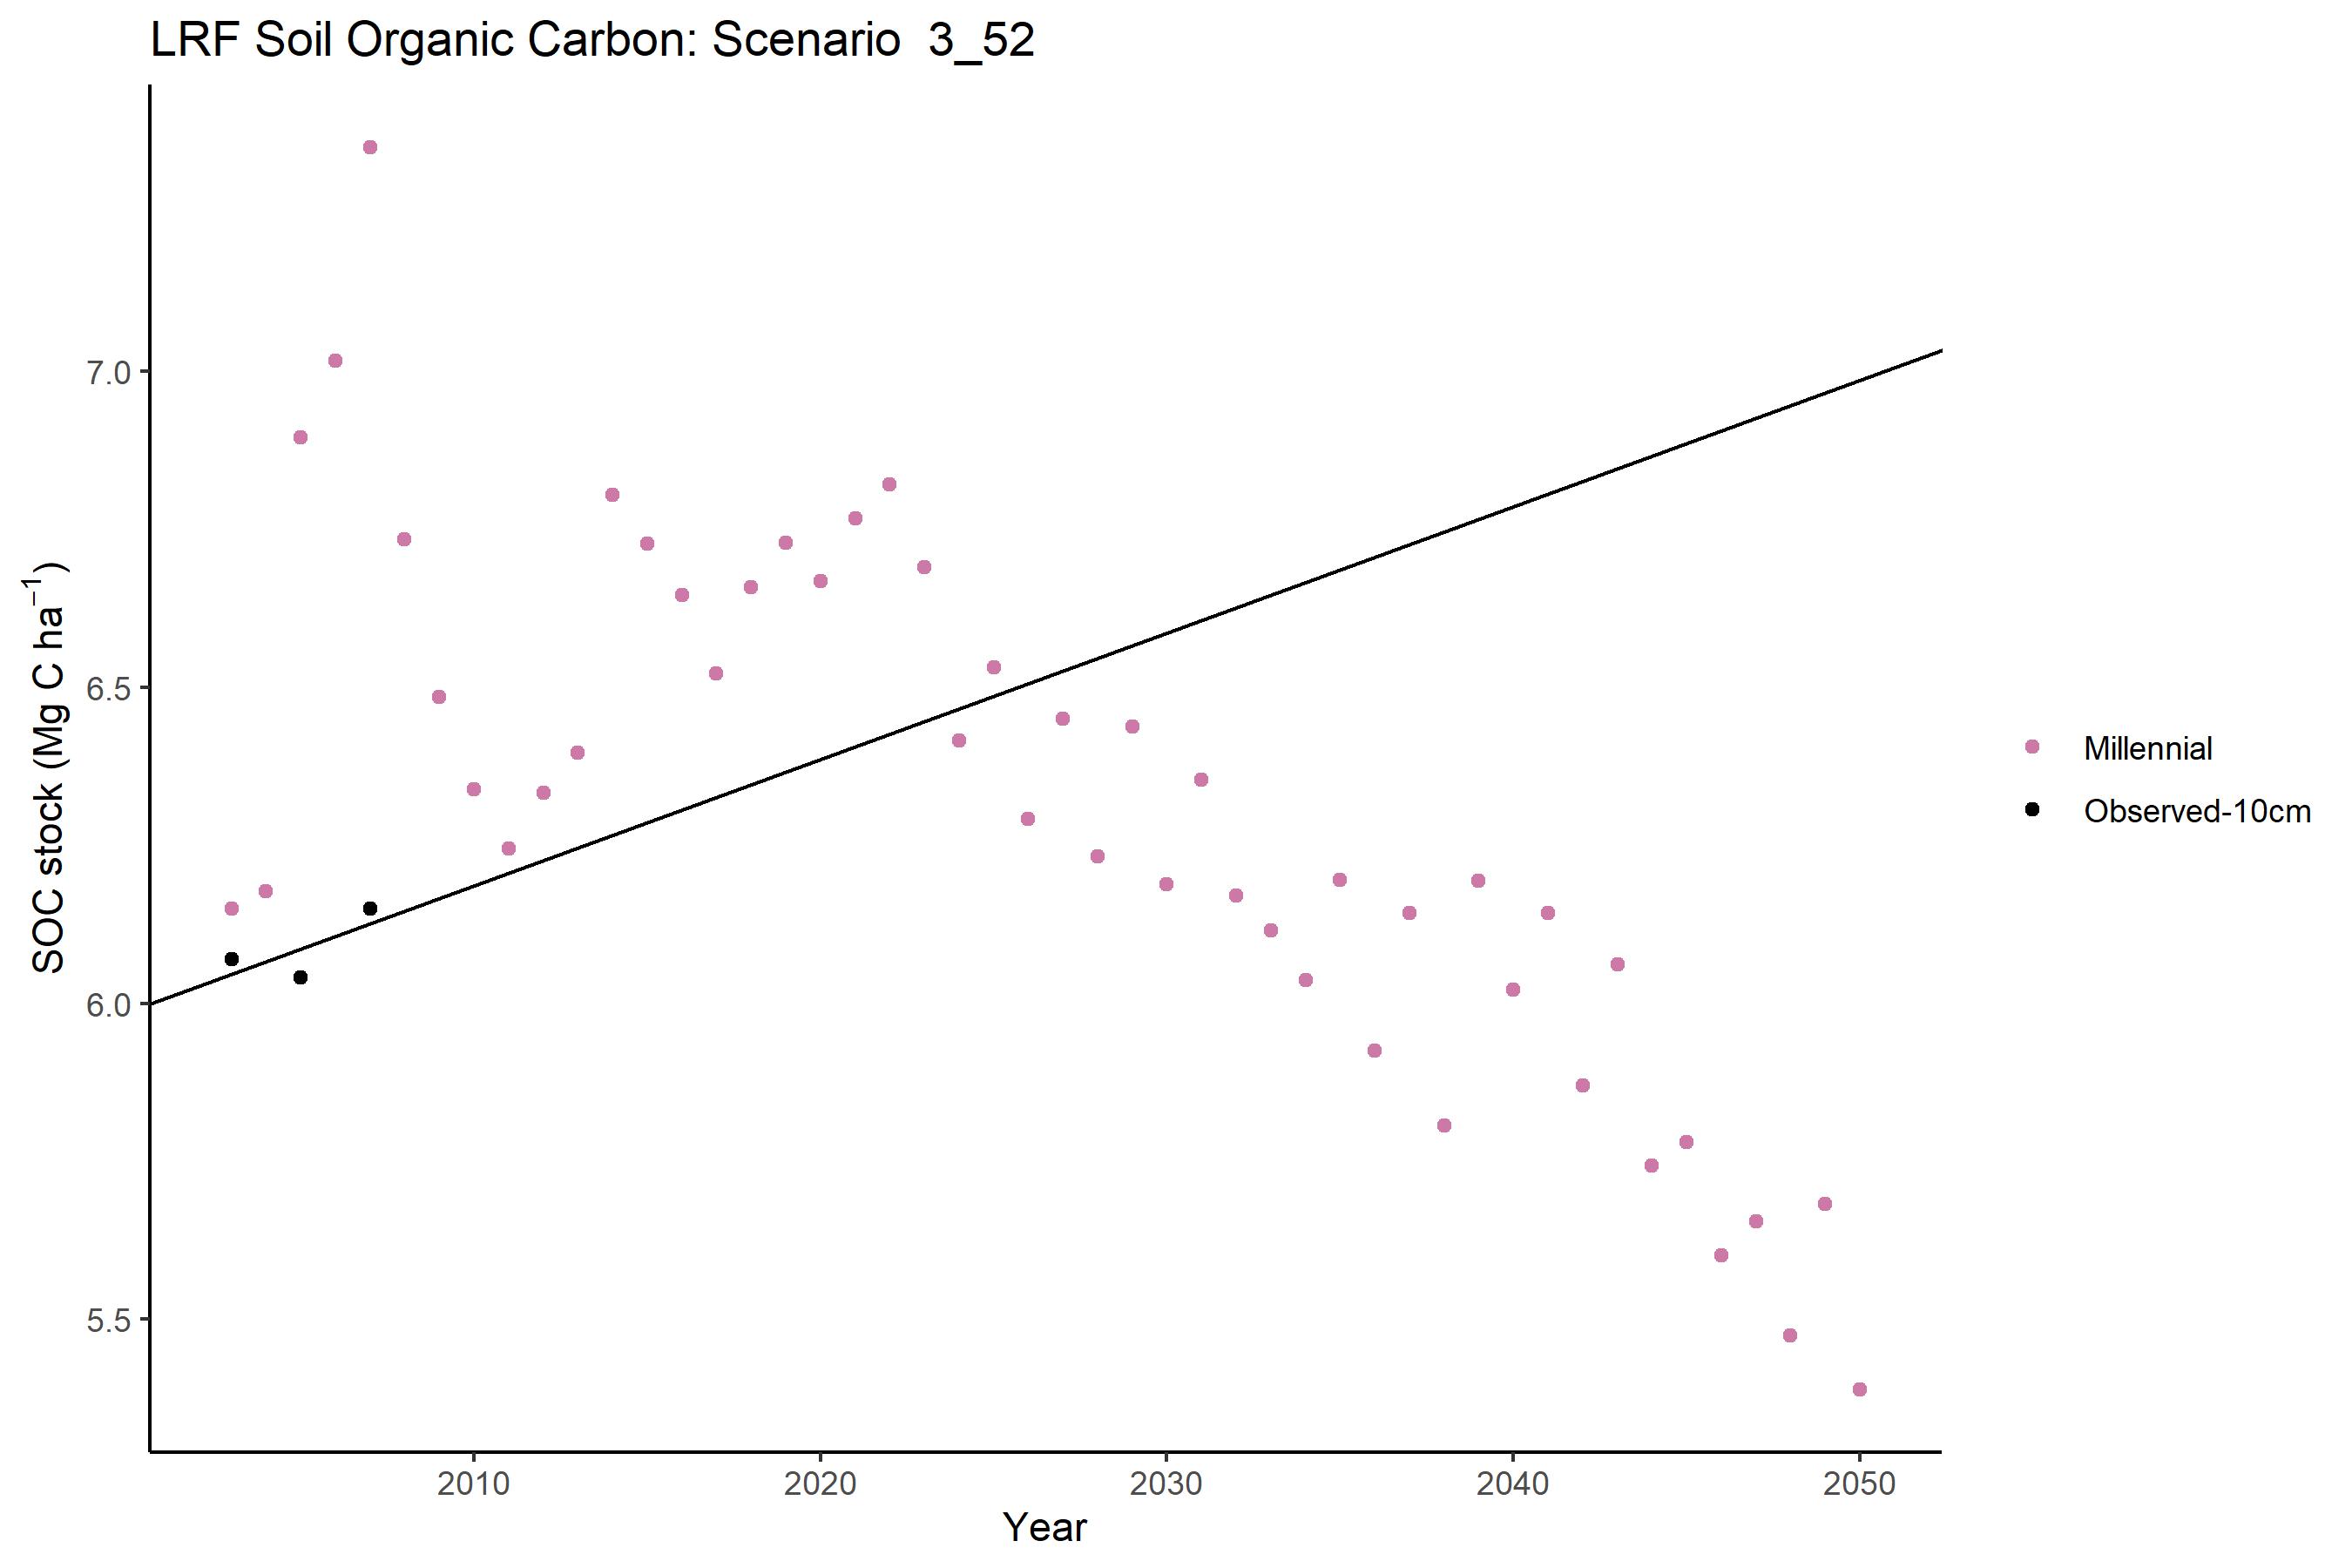 LRF Soil Organic Carbon: Scenario  3_52
SOC stock (Mg C ha⁻¹)
7.0
6.5
6.0
5.5
2010
2020
2030
2040
2050
Year
Millennial
Observed-10cm